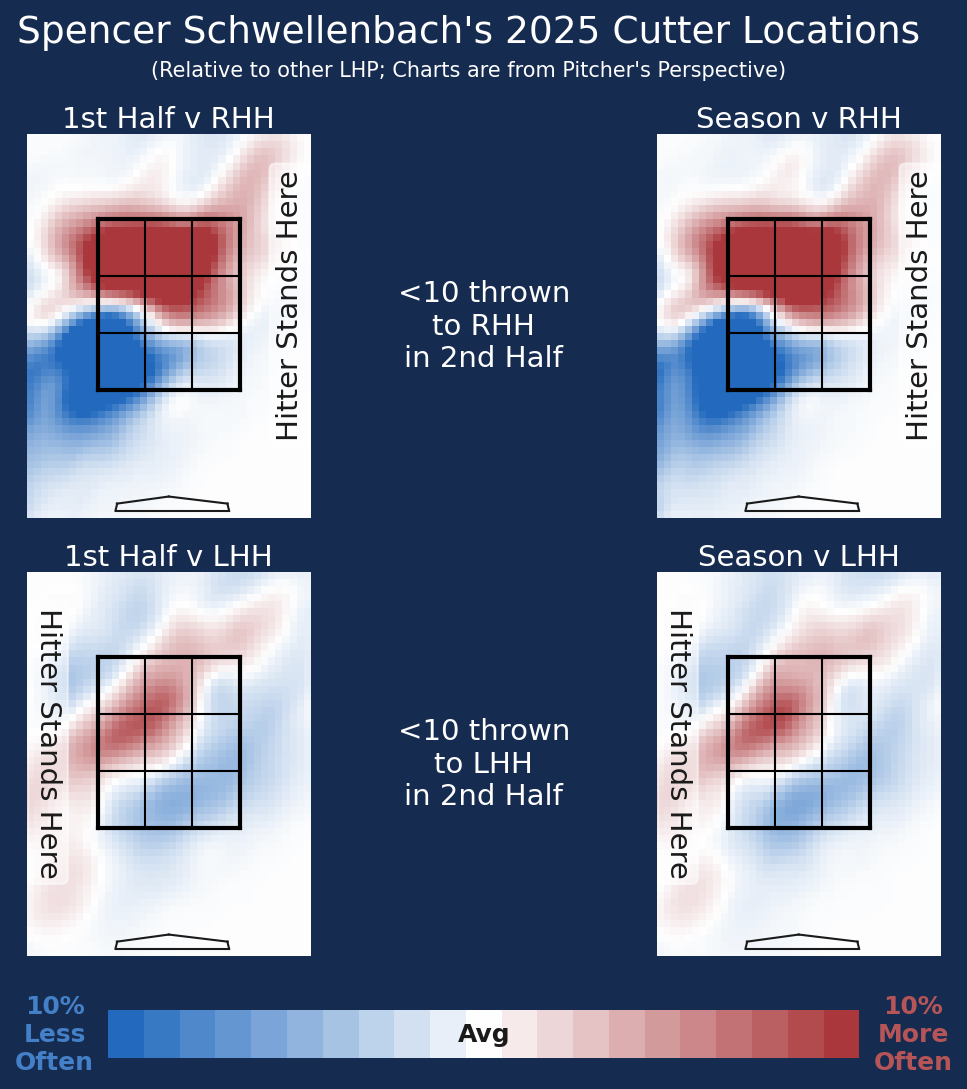 Spencer Schwellenbach's 2025 Cutter Locations
(Relative to other LHP; Charts are from Pitcher's Perspective)
1st Half v RHH
Season v RHH
Hitter Stands Here
<10 thrown
to RHH
in 2nd Half
Hitter Stands Here
1st Half v LHH
Season v LHH
Hitter Stands Here
<10 thrown
to LHH
in 2nd Half
Hitter Stands Here
10%
Less
Often
Avg
10%
More
Often